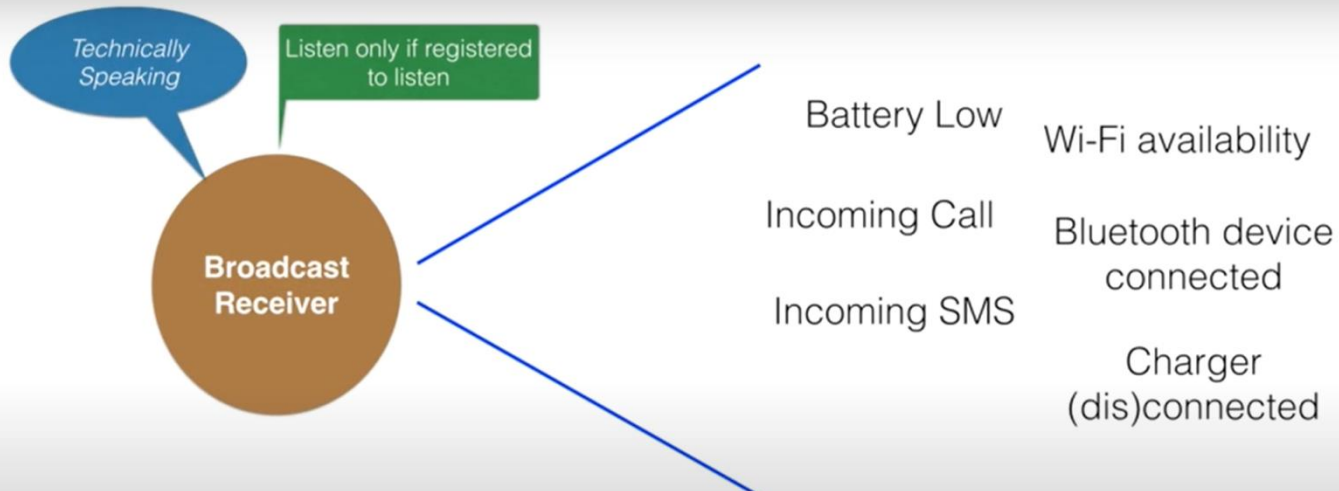 Technically
Speaking
Listen only if registered
to listen
Broadcast
Receiver
Battery Low
Wi-Fi availability
Incoming Call
Bluetooth device
connected
Incoming SMS
Charger
(dis)connected